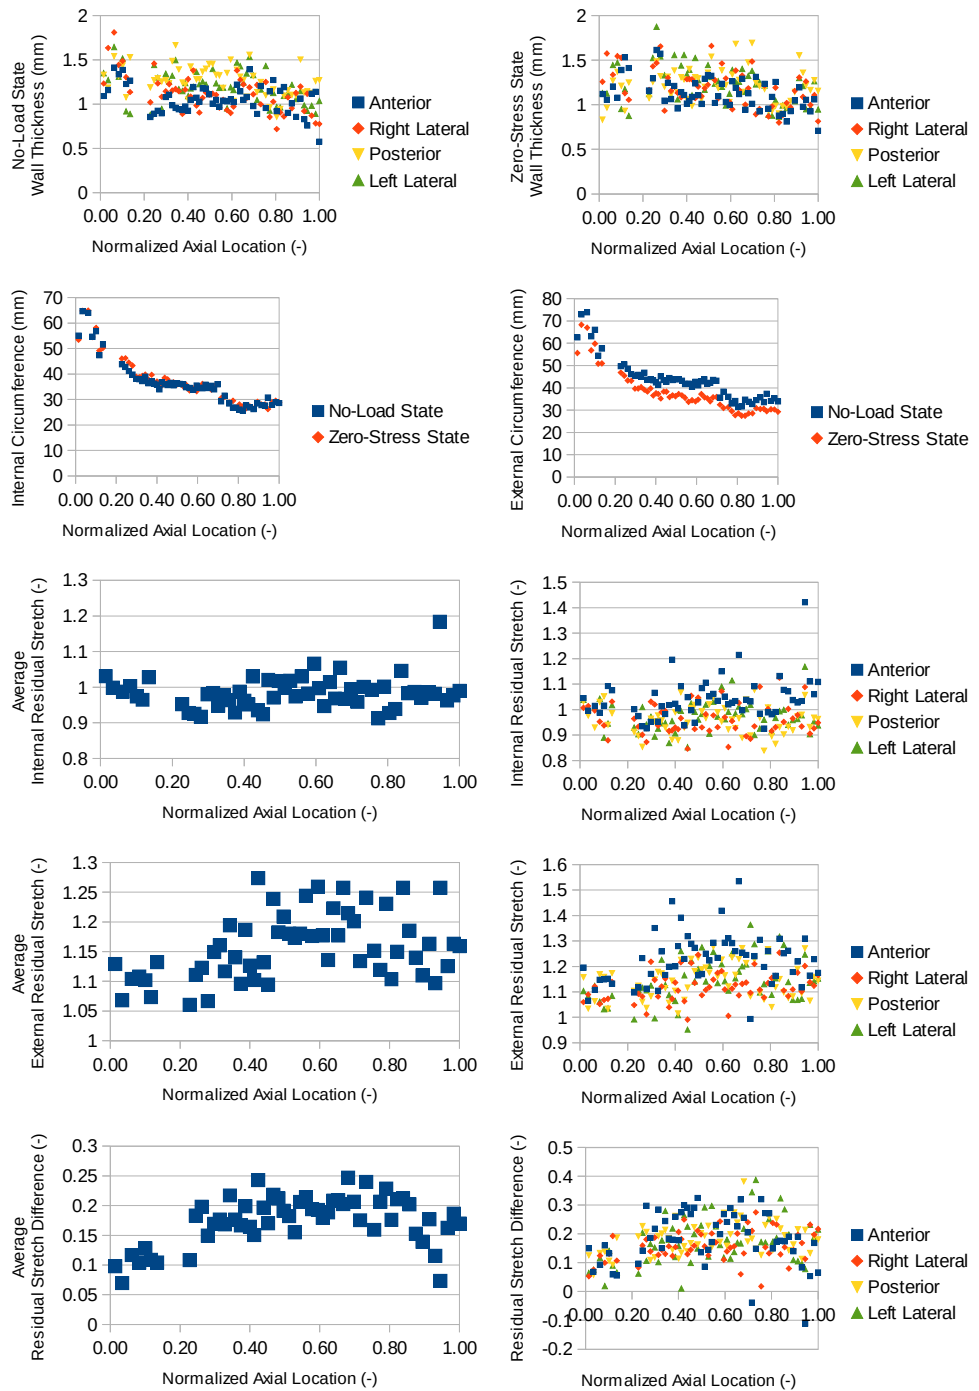 No-Load State
Wall Thickness (mm)
2
1.5
1
0.5
0
0.00 0.20 0.40 0.60 0.80 1.00
Normalized Axial Location (-)
Anterior
Right Lateral
Posterior
Left Lateral
Zero-Stress State
Wall Thickness (mm)
2
1.5
1
0.5
0
0.00 0.20 0.40 0.60 0.80 1.00
Normalized Axial Location (-)
Anterior
Right Lateral
Posterior
Left Lateral
Internal Circumference (mm)
70
60
50
40
30
20
10
0
0.00 0.20 0.40 0.60 0.80 1.00
Normalized Axial Location (-)
No-Load State
Zero-Stress State
External Circumference (mm)
80
70
60
50
40
30
20
10
0
0.00 0.20 0.40 0.60 0.80 1.00
Normalized Axial Location (-)
No-Load State
Zero-Stress State
Average
Internal Residual Stretch (-)
1.3
1.2
1.1
1
0.9
0.8
0.00 0.20 0.40 0.60 0.80 1.00
Normalized Axial Location (-)
Internal Residual Stretch (-)
1.5
1.4
1.3
1.2
1.1
1
0.9
0.8
0.00 0.20 0.40 0.60 0.80 1.00
Normalized Axial Location (-)
Anterior
Right Lateral
Posterior
Left Lateral
Average
External Residual Stretch (-)
1.3
1.25
1.2
1.15
1.1
1.05
1
0.00 0.20 0.40 0.60 0.80 1.00
Normalized Axial Location (-)
External Residual Stretch (-)
1.6
1.5
1.4
1.3
1.2
1.1
1
0.9
0.00 0.20 0.40 0.60 0.80 1.00
Normalized Axial Location (-)
Anterior
Right Lateral
Posterior
Left Lateral
Average
Residual Stretch Difference (-)
0.3
0.25
0.2
0.15
0.1
0.05
0
0.00 0.20 0.40 0.60 0.80 1.00
Normalized Axial Location (-)
Residual Stretch Difference (-)
0.5
0.4
0.3
0.2
0.1
0
-0.1
-0.2
0.00 0.20 0.40 0.60 0.80 1.00
Normalized Axial Location (-)
Anterior
Right Lateral
Posterior
Left Lateral